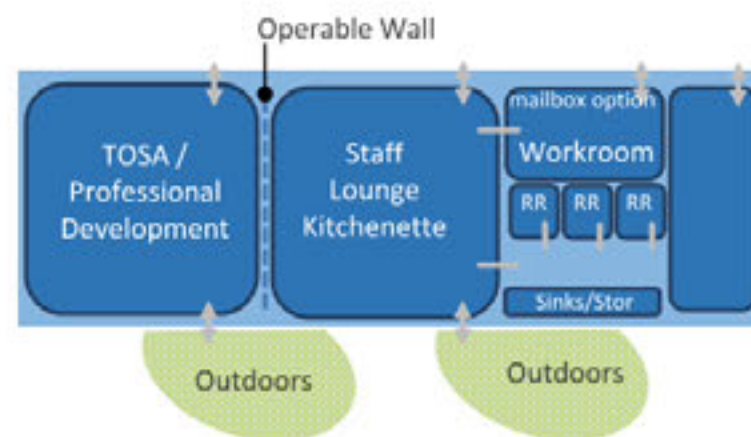 Operable Wall
TOSA /
Professional
Development
Staff
Lounge
Kitchenette
mailbox option
Workroom
RR RR RR
Sinks/Stor
Outdoors
Outdoors